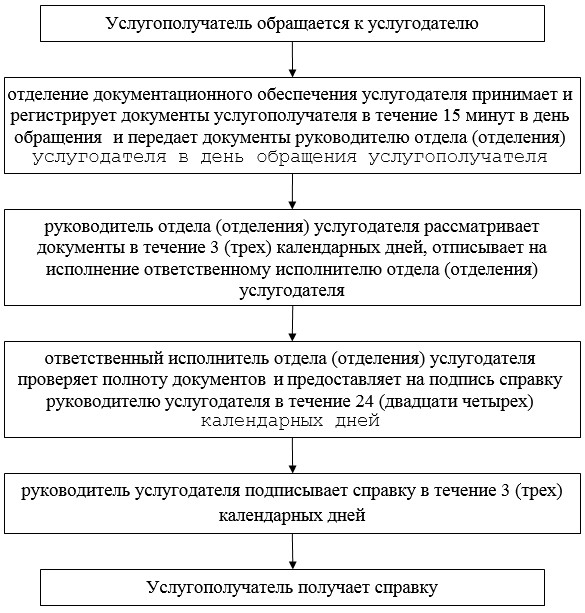 Услугополучатель обращается к услугодателю
отделение документационного обеспечения услугодателя принимает и
регистрирует документы услугополучателя в течение 15 минут в день
обращения и передает документы руководителю отдела (отделения)
услугодателя в день обращения услугополучателя
руководитель отдела (отделения) услугодателя рассматривает
документы в течение 3 (трех) календарных дней, отписывает на
исполнение ответственному исполнителю отдела (отделения)
услугодателя
ответственный исполнитель отдела (отделения) услугодателя
проверяет полноту документов и предоставляет на подпись справку
руководителю услугодателя в течение 24 (двадцати четырех)
календарных дней
руководитель услугодателя подписывает справку в течение 3 (трех)
календарных дней
Услугополучатель получает справку